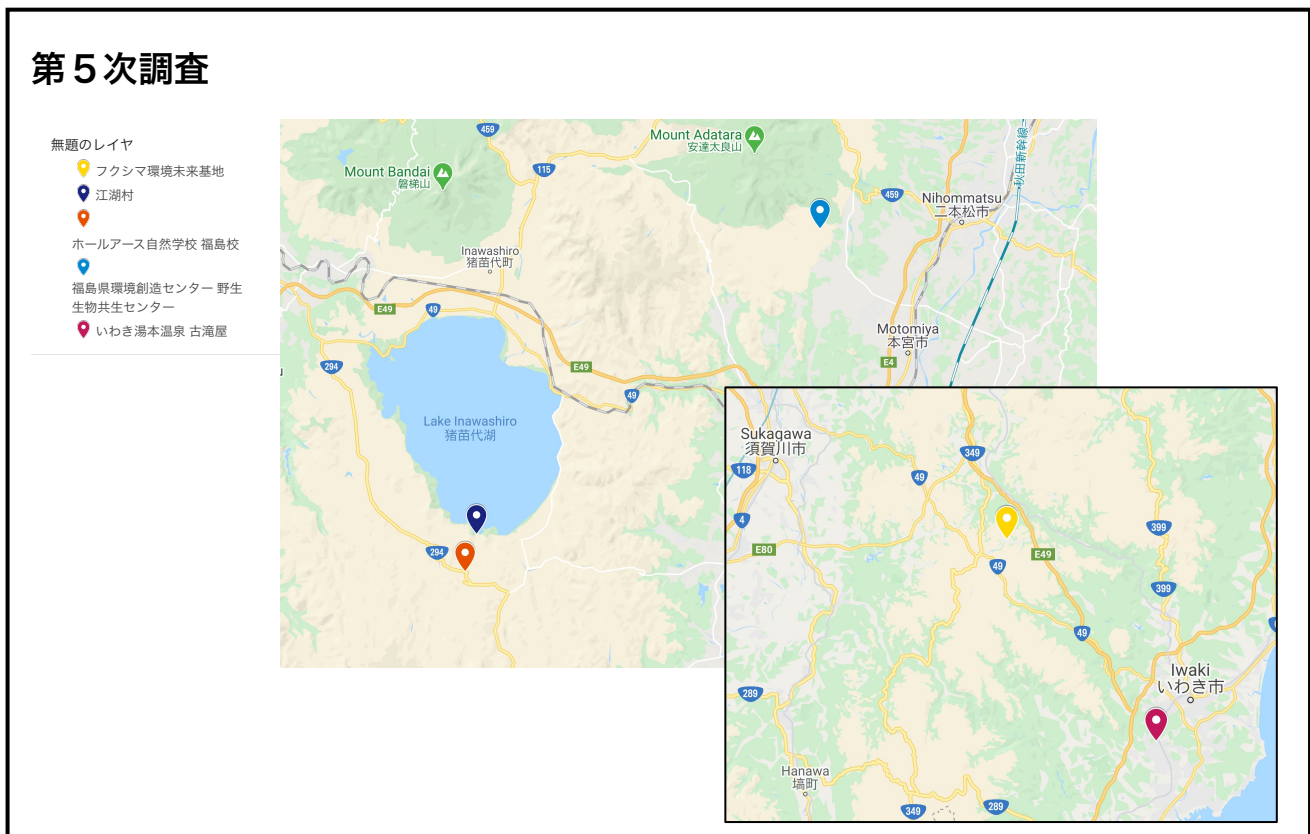 第５次調査
無題のレイヤ
フクシマ環境未来基地
江湖村
ホールアース自然学校 福島校
福島県環境創造センター 野生
生物共生センター
いわき湯本温泉 古滝屋
459
Mount Adatara
安達太良山
秋田新幹線
115
Mount Bandai
磐梯山
459
Nihommatsu
二本松市
Inawashiro
猪苗代町
E49
49
Motomiya
本宮市
E4
294
E49
49
Lake Inawashiro
猪苗代湖
294
Sukagawa
須賀川市
349
118
49
4
399
E80
E49
49
399
49
Iwaki
いわき市
289
Hanawa
塙町
349
289